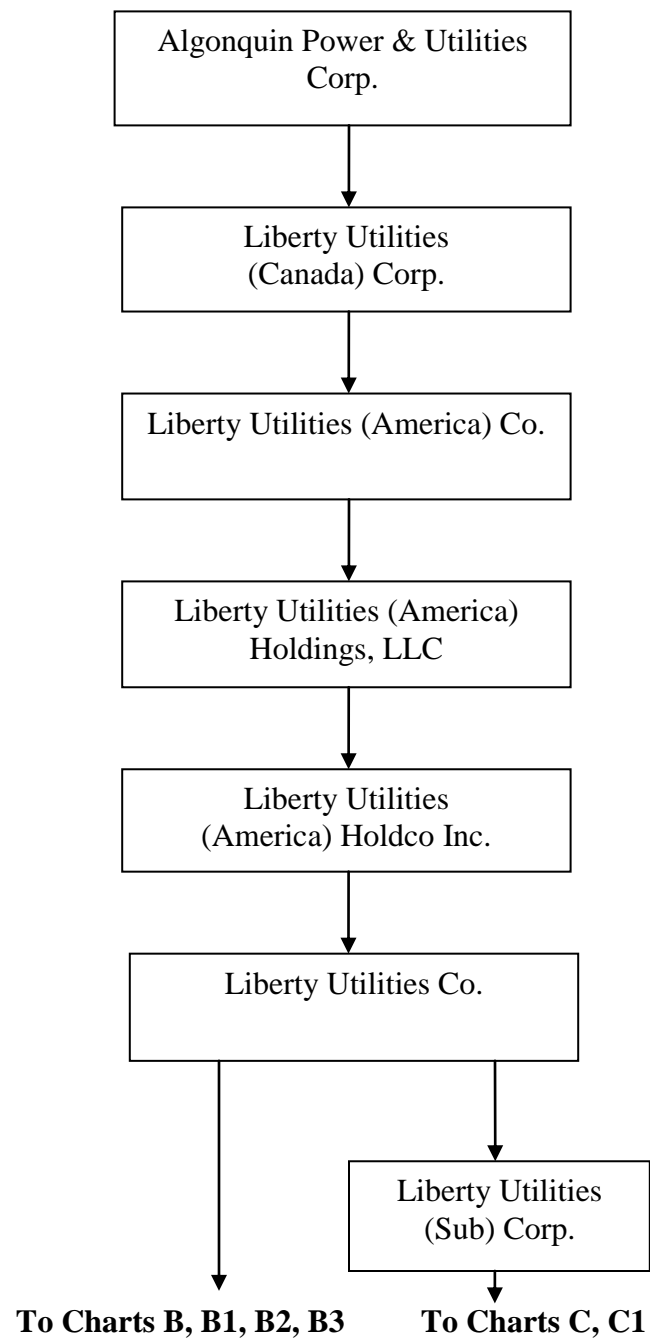 Algonquin Power & Utilities
Corp.
Liberty Utilities
(Canada) Corp.
Liberty Utilities (America) Co.
Liberty Utilities (America)
Holdings, LLC
Liberty Utilities
(America) Holdco Inc.
Liberty Utilities Co.
Liberty Utilities
(Sub) Corp.
To Charts B, B1, B2, B3
To Charts C, C1